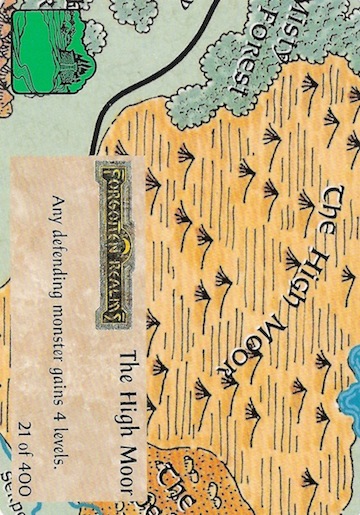 Misty
Forest
The High Moor
The
FORGOTTEN REALMS
The High Moor
Any defending monster gains 4 levels.
21 of 400